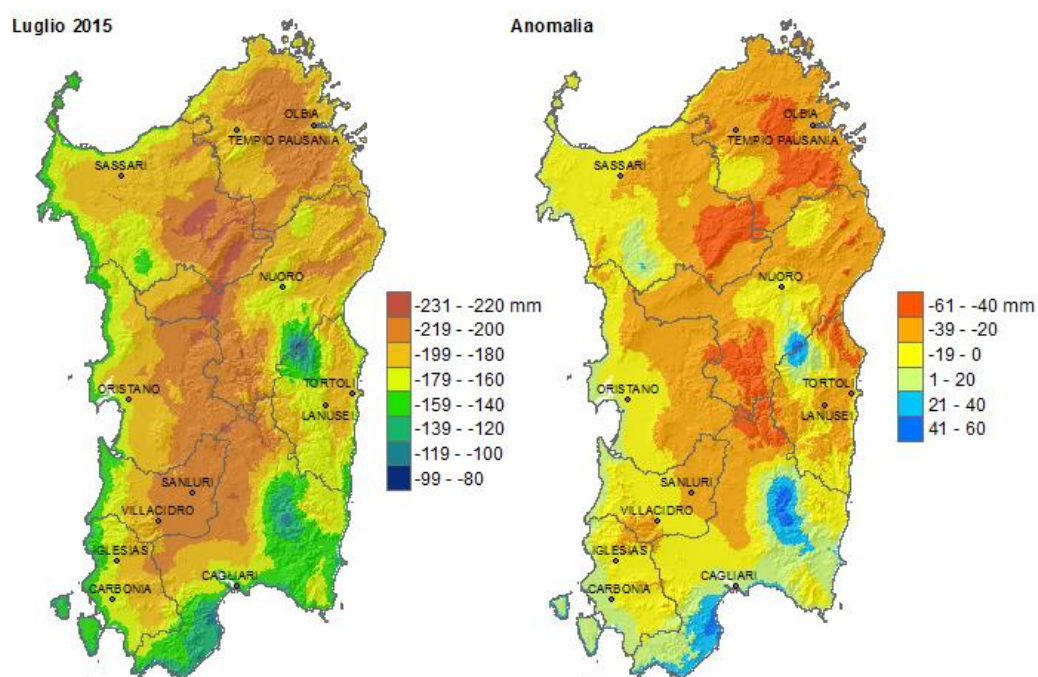 Luglio 2015
OLBIA
TEMPIO PAUSANIA
SASSARI
NUORO
ORISTANO
TORTOLI
LANUSEI
SANLURI
VILLACIDRO
IGLESIAS
CAGLIARI
CARBONIA
-231 - -220 mm
-219 - -200
-199 - -180
-179 - -160
-159 - -140
-139 - -120
-119 - -100
-99 - -80
Anomalia
OLBIA
TEMPIO PAUSANIA
SASSARI
NUORO
ORISTANO
TORTOLI
LANUSEI
SANLURI
VILLACIDRO
IGLESIAS
CAGLIARI
CARBONIA
-61 - -40 mm
-39 - -20
-19 - 0
1 - 20
21 - 40
41 - 60